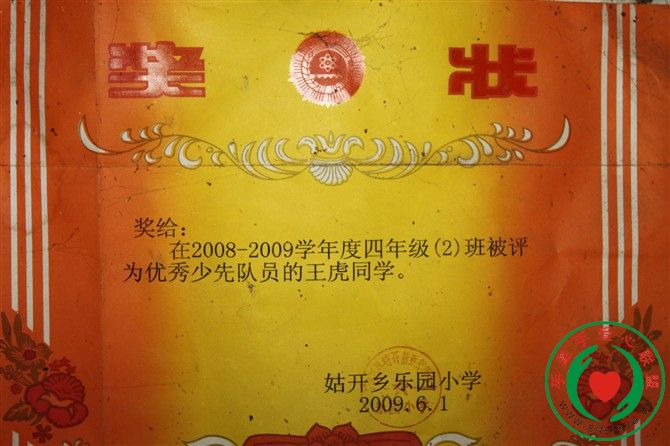 奖 状
奖给：
在2008-2009学年度四年级(2)班被评
为优秀少先队员的王虎同学。
姑开乡乐园小学
2009.6.1